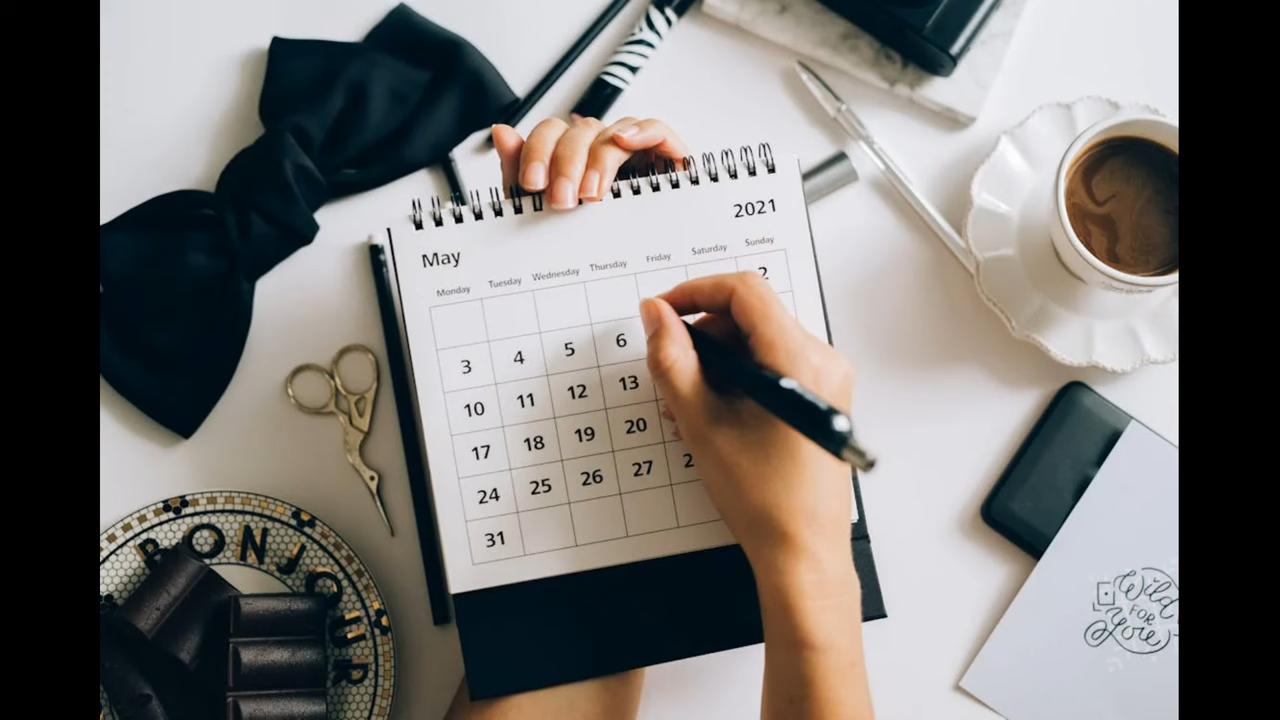 2021
May
Monday Tuesday Wednesday Thursday Friday Saturday Sunday
2
3 4 5 6
10 11 12 13
17 18 19 20
24 25 26 27 2
31
BONJOUR
Wild
FOR
You